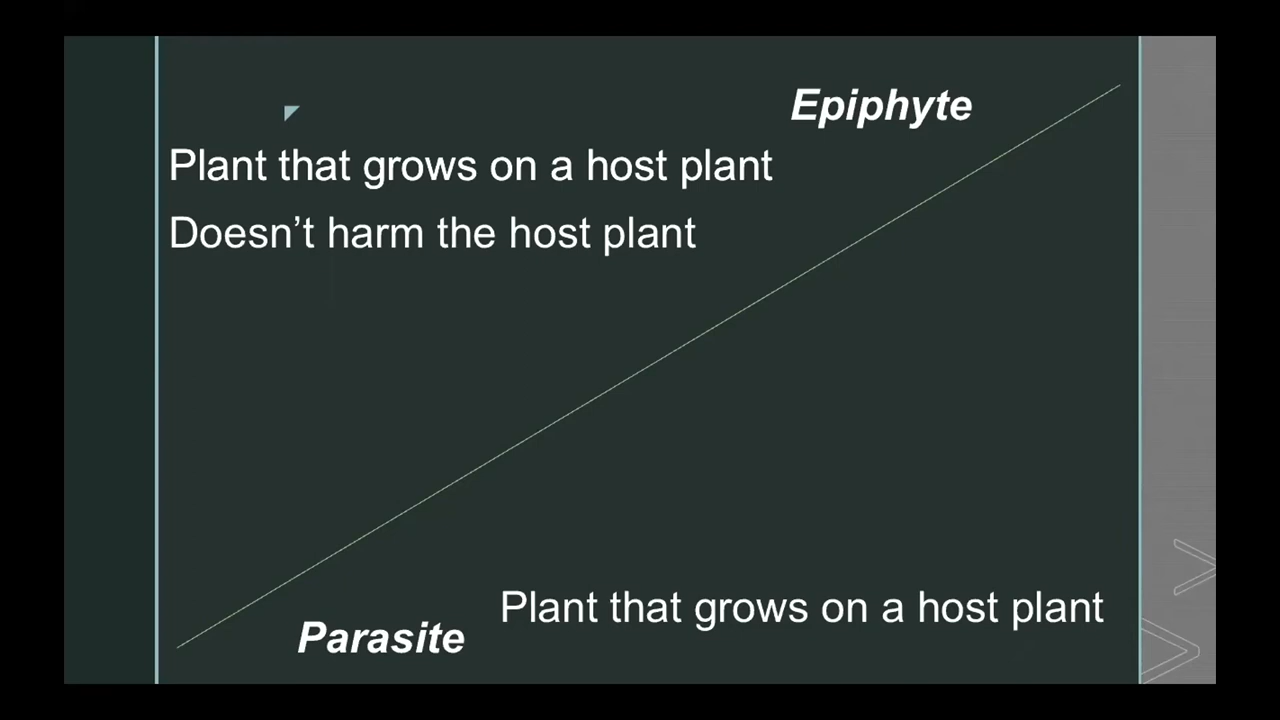 Epiphyte
Plant that grows on a host plant
Doesn’t harm the host plant
Plant that grows on a host plant
Parasite